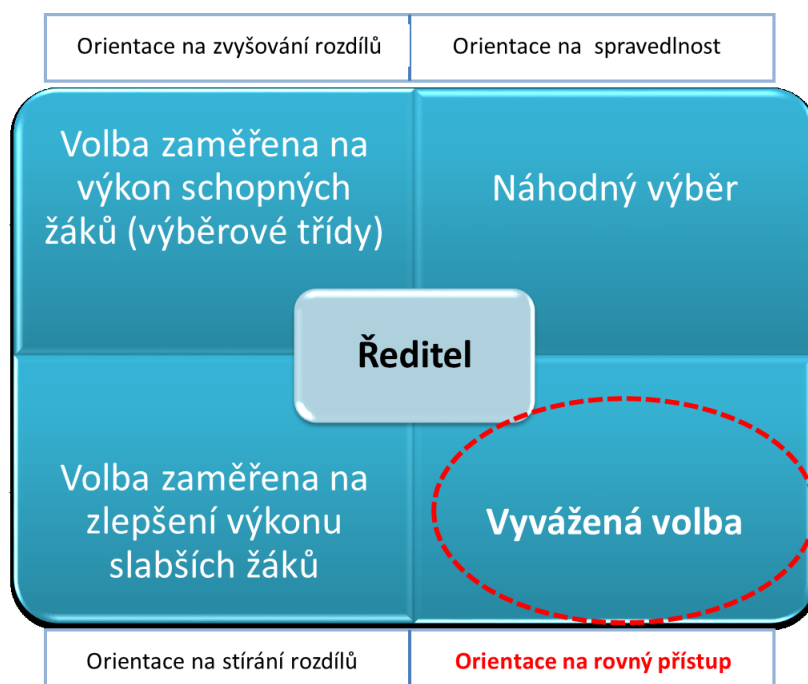 Orientace na zvyšování rozdílů
Orientace na spravedlnost
Volba zaměřena na
výkon schopných
žáků (výběrové třídy)
Náhodný výběr
Ředitel
Volba zaměřena na
zlepšení výkonu
slabších žáků
Vyvážená volba
Orientace na stírání rozdílů
Orientace na rovný přístup